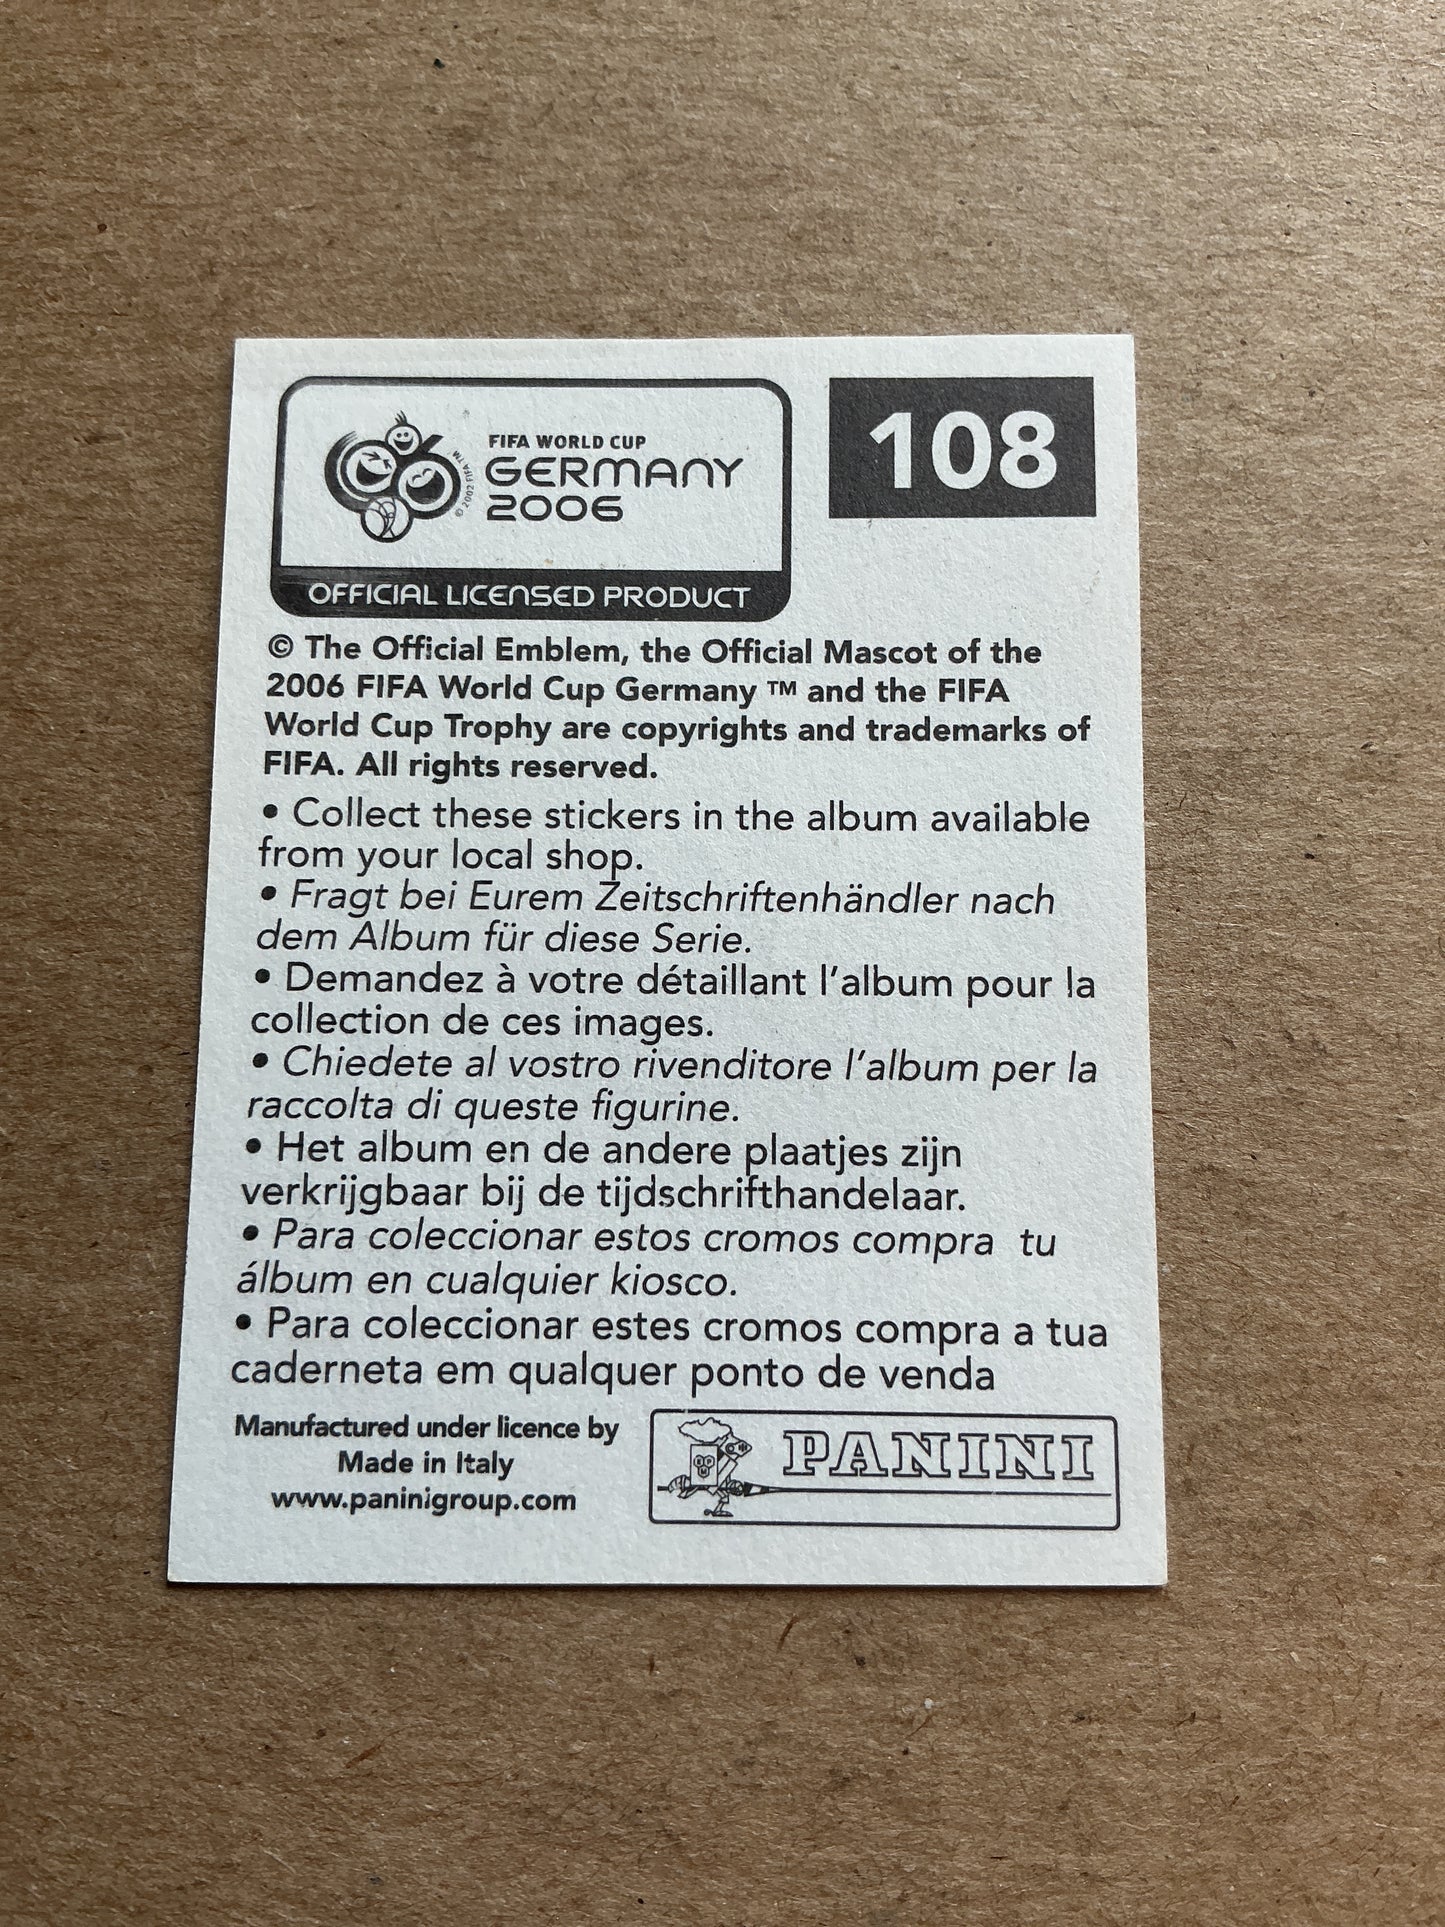 FIFA WORLD CUP
GERMANY
2006
© 2002 FIFA TM
108
OFFICIAL LICENSED PRODUCT
© The Official Emblem, the Official Mascot of the
2006 FIFA World Cup Germany ™ and the FIFA
World Cup Trophy are copyrights and trademarks of
FIFA. All rights reserved.
• Collect these stickers in the album available
from your local shop.
• Fragt bei Eurem Zeitschriftenhändler nach
dem Album für diese Serie.
• Demandez à votre détaillant l'album pour la
collection de ces images.
• Chiedete al vostro rivenditore l'album per la
raccolta di queste figurine.
• Het album en de andere plaatjes zijn
verkrijgbaar bij de tijdschrifthandelaar.
• Para coleccionar estos cromos compra tu
álbum en cualquier kiosco.
• Para coleccionar estes cromos compra a tua
caderneta em qualquer ponto de venda
Manufactured under licence by
Made in Italy
www.paninigroup.com
PANINI